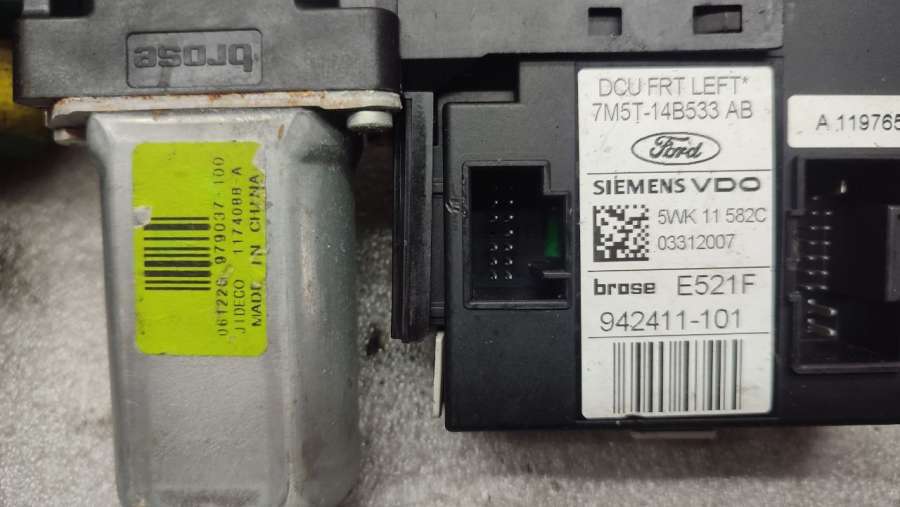 brose
061226 979037-100
JIDECO 1174088-A
MADE IN CHINA
DCU FRT LEFT*
7M5T-14B533 AB
Ford
SIEMENS VDO
5WK 11 582C
03312007
brose E521F
942411-101
A 119765